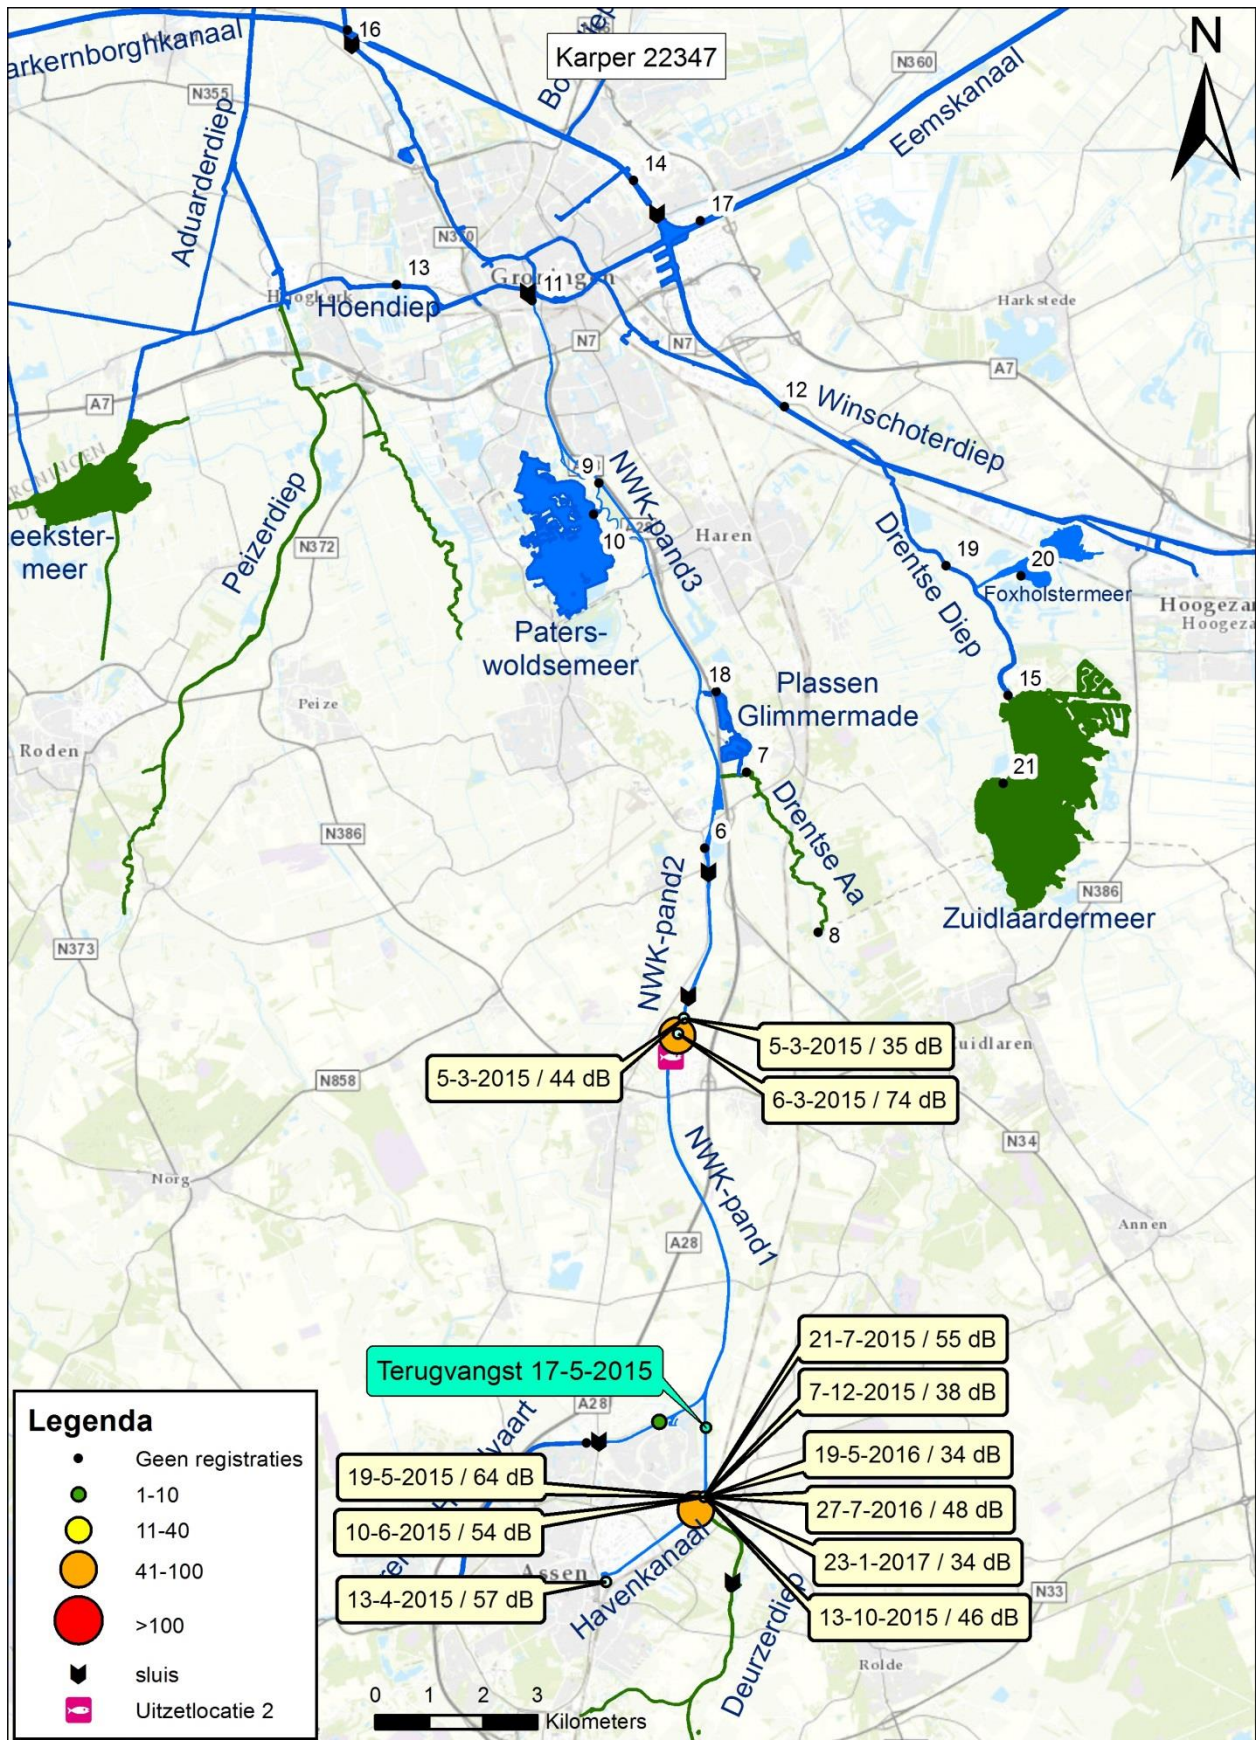 Karper 22347
N
16
arkernborghkanaal
N360
N355
Eemskanaal
Aduarderdiep
14
17
N370
13
Groningen
11
Hoogkerk
Hoendiep
Harkstede
N7
N7
A7
12
A7
Winschoterdiep
9
NWK-pand3
A28
10
Haren
eekster-
meer
Peizerdiep
N372
Drentse Diep
19
20
Foxholstermeer
Hoogezan
Hoogeza
Paters-
woldsemeer
18
Plassen
Glimmermade
15
Peize
Roden
7
21
Drentse Aa
N386
6
NWK-pand2
N386
Zuidlaardermeer
8
N373
5-3-2015 / 35 dB
Zuidlaren
5-3-2015 / 44 dB
6-3-2015 / 74 dB
N858
N34
NWK-pand1
Norg
Annen
A28
21-7-2015 / 55 dB
Terugvangst 17-5-2015
7-12-2015 / 38 dB
A28
19-5-2016 / 34 dB
19-5-2015 / 64 dB
27-7-2016 / 48 dB
10-6-2015 / 54 dB
23-1-2017 / 34 dB
Assen
Havenkanaal
13-4-2015 / 57 dB
13-10-2015 / 46 dB
N33
Deurzerdiep
Rolde
Legenda
Geen registraties
1-10
11-40
41-100
>100
sluis
Uitzetlocatie 2
0 1 2 3
Kilometers